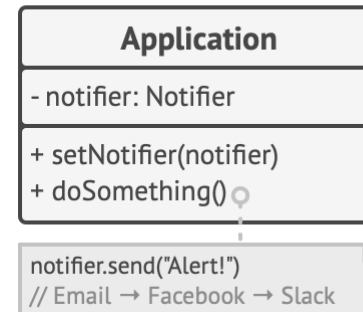 Application
- notifier: Notifier
+ setNotifier(notifier)
+ doSomething()
notifier.send("Alert!")
// Email → Facebook → Slack